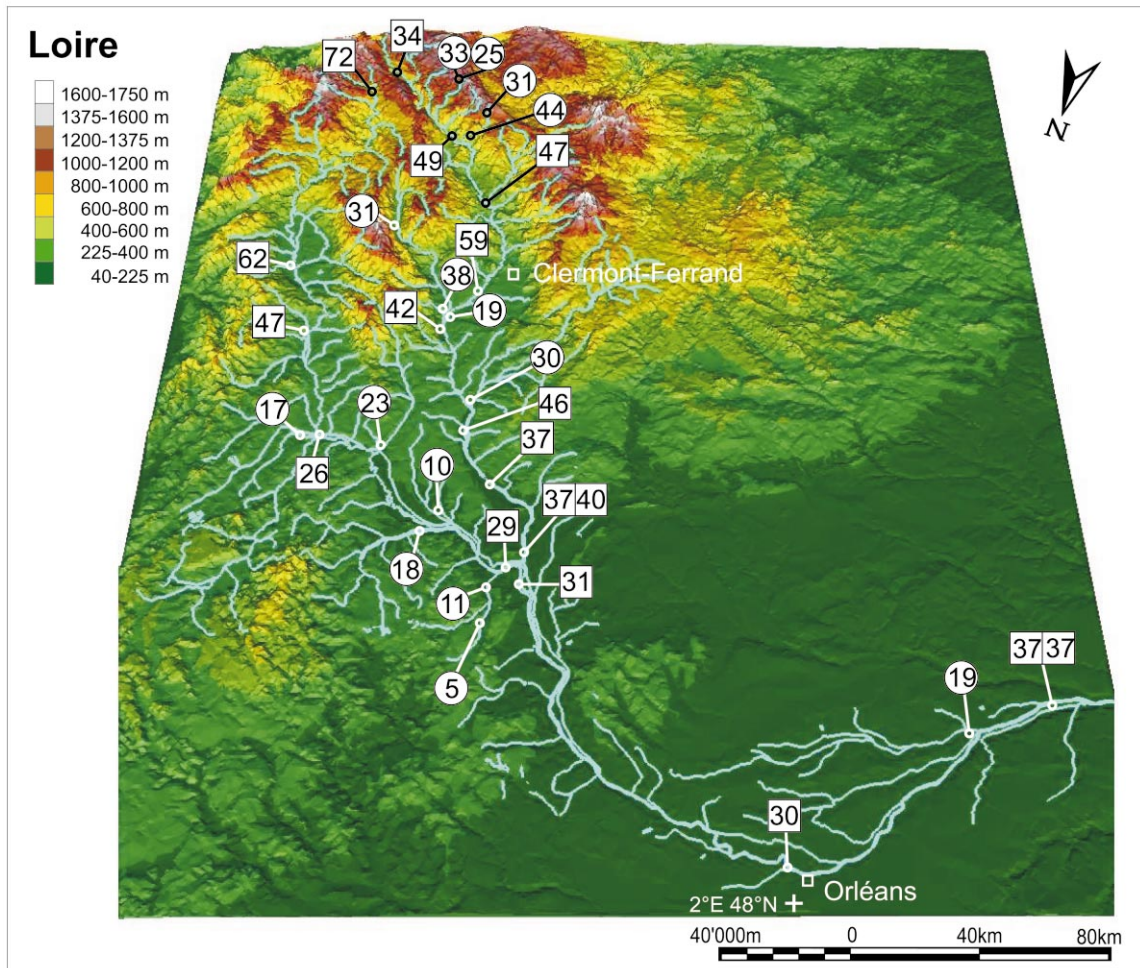 Loire
1600-1750 m
1375-1600 m
1200-1375 m
1000-1200 m
800-1000 m
600-800 m
400-600 m
225-400 m
40-225 m
N
34
72
33 25
31
44
49
47
31
59
62
38
Clermont-Ferrand
42
19
47
30
46
17
23
37
26
10
37 40
29
18
31
11
5
37 37
19
30
Orléans
2°E 48°N
40'000m 0 40km 80km